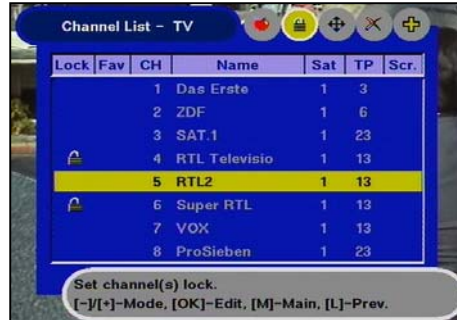 Channel List - TV
Lock Fav CH Name Sat TP Scr.
1 Das Erste 1 3
2 ZDF 1 6
3 SAT.1 1 23
4 RTL Televisio 1 13
5 RTL2 1 13
6 Super RTL 1 13
7 VOX 1 13
8 ProSieben 1 23
Set channel(s) lock.
[-]/[+]-Mode, [OK]-Edit, [M]-Main, [L]-Prev.